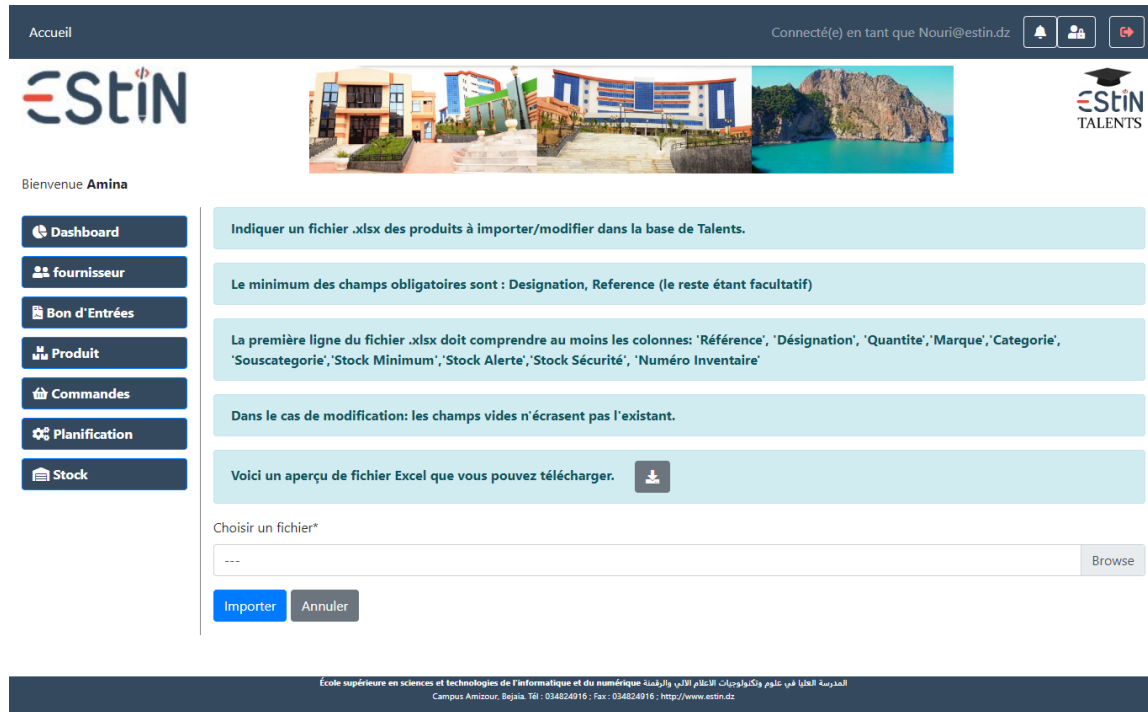 Accueil
Connecté(e) en tant que Nouri@estin.dz
EStiN
EStiN
TALENTS
Bienvenue Amina
Dashboard
fournisseur
Bon d'Entrées
Produit
Commandes
Planification
Stock
Indiquer un fichier .xlsx des produits à importer/modifier dans la base de Talents.
Le minimum des champs obligatoires sont : Designation, Reference (le reste étant facultatif)
La première ligne du fichier .xlsx doit comprendre au moins les colonnes: 'Référence', 'Désignation', 'Quantite','Marque','Categorie',
'Souscategorie','Stock Minimum','Stock Alerte','Stock Sécurité', 'Numéro Inventaire'
Dans le cas de modification: les champs vides n'écrasent pas l'existant.
Voici un aperçu de fichier Excel que vous pouvez télécharger.
Choisir un fichier*
---
Browse
Importer
Annuler
École supérieure en sciences et technologies de l'informatique et du numérique المدرسة العليا في علوم وتكنولوجيات الاعلام الالي والرقمنة
Campus Amizour, Bejaia. Tél : 034824916 ; Fax : 034824916 ; http://www.estin.dz